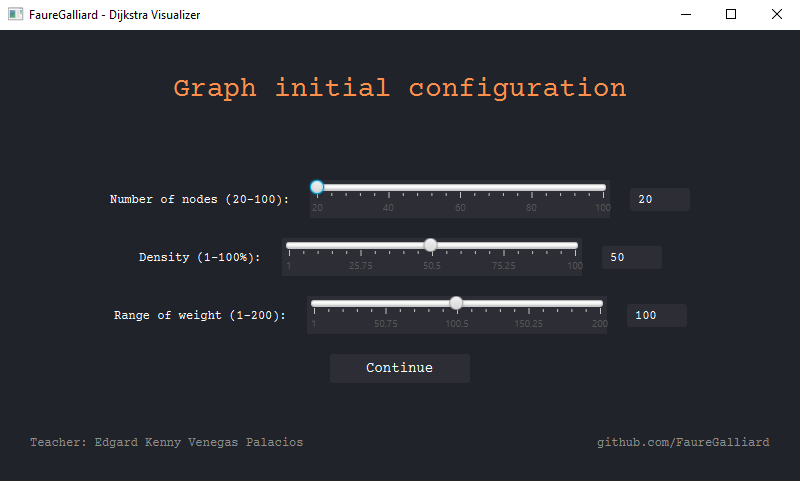 FaureGalliard - Dijkstra Visualizer
Graph initial configuration
Number of nodes (20-100): 20
20 40 60 80 100
Density (1-100%): 50
1 25.75 50.5 75.25 100
Range of weight (1-200): 100
1 50.75 100.5 150.25 200
Continue
Teacher: Edgard Kenny Venegas Palacios github.com/FaureGalliard